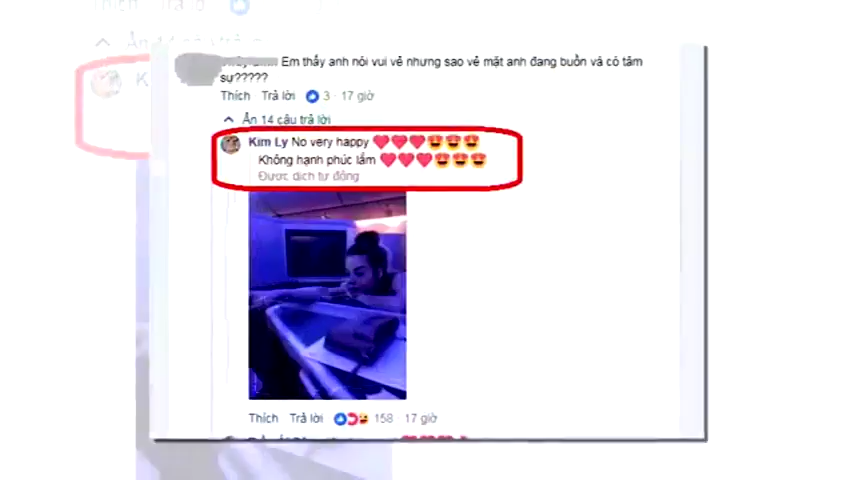 Em thấy anh nói vui vẻ nhưng sao vẻ mặt anh đang buồn và có tâm
sự?????
Thích Trả lời 3 · 17 giờ
Ẩn 14 câu trả lời
Kim Ly No very happy ❤❤❤😍😍😍
Không hạnh phúc lắm ❤❤❤😍😍😍
Được dịch tự động
Thích Trả lời 158 · 17 giờ